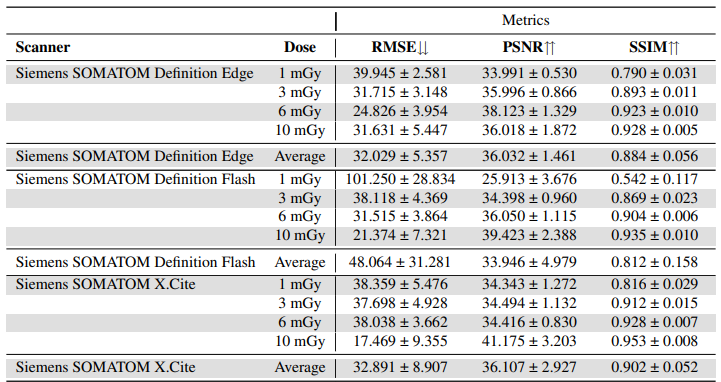 Metrics
Scanner Dose RMSE↓↓ PSNR↑↑ SSIM↑↑
Siemens SOMATOM Definition Edge 1 mGy 39.945 ± 2.581 33.991 ± 0.530 0.790 ± 0.031
3 mGy 31.715 ± 3.148 35.996 ± 0.866 0.893 ± 0.011
6 mGy 24.826 ± 3.954 38.123 ± 1.329 0.923 ± 0.010
10 mGy 31.631 ± 5.447 36.018 ± 1.872 0.928 ± 0.005
Siemens SOMATOM Definition Edge Average 32.029 ± 5.357 36.032 ± 1.461 0.884 ± 0.056
Siemens SOMATOM Definition Flash 1 mGy 101.250 ± 28.834 25.913 ± 3.676 0.542 ± 0.117
3 mGy 38.118 ± 4.369 34.398 ± 0.960 0.869 ± 0.023
6 mGy 31.515 ± 3.864 36.050 ± 1.115 0.904 ± 0.006
10 mGy 21.374 ± 7.321 39.423 ± 2.388 0.935 ± 0.010
Siemens SOMATOM Definition Flash Average 48.064 ± 31.281 33.946 ± 4.979 0.812 ± 0.158
Siemens SOMATOM X.Cite 1 mGy 38.359 ± 5.476 34.343 ± 1.272 0.816 ± 0.029
3 mGy 37.698 ± 4.928 34.494 ± 1.132 0.912 ± 0.015
6 mGy 38.038 ± 3.662 34.416 ± 0.830 0.928 ± 0.007
10 mGy 17.469 ± 9.355 41.175 ± 3.203 0.953 ± 0.008
Siemens SOMATOM X.Cite Average 32.891 ± 8.907 36.107 ± 2.927 0.902 ± 0.052